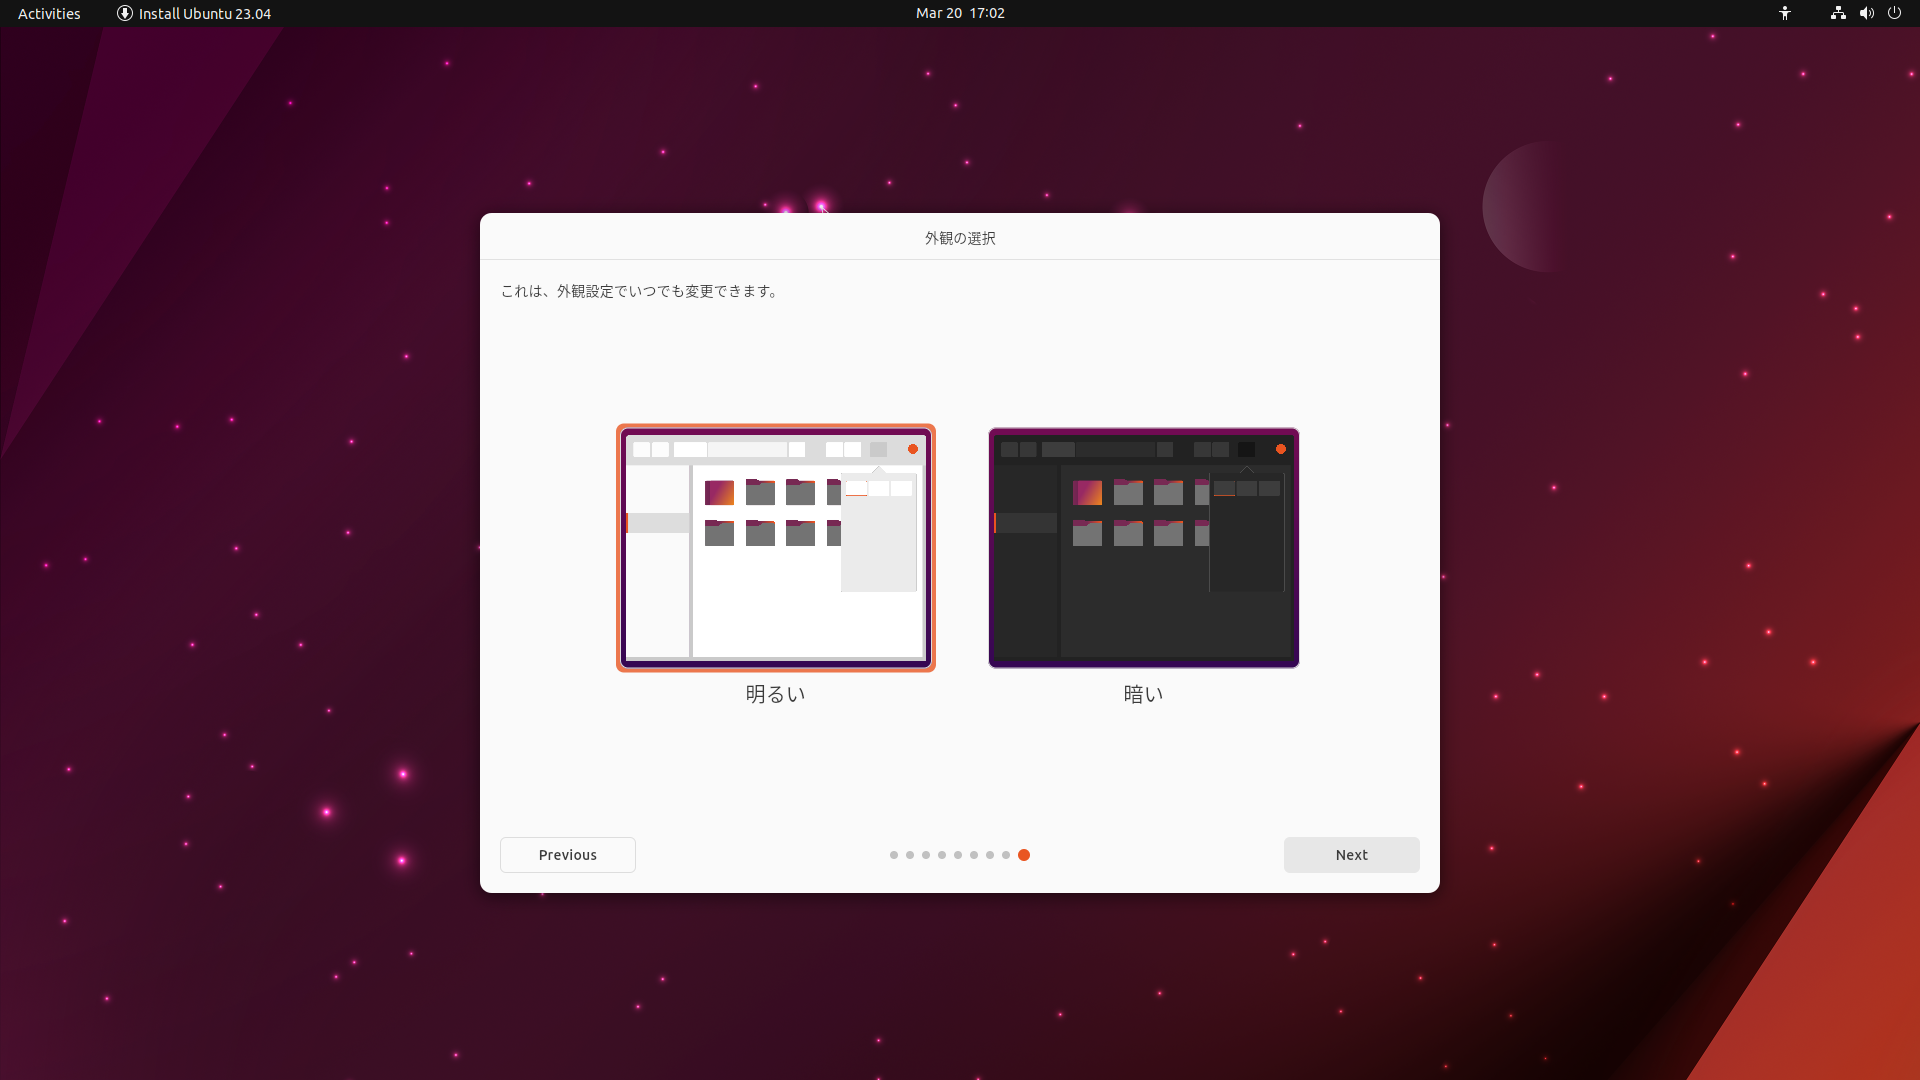 Activities
Install Ubuntu 23.04
Mar 20 17:02
外観の選択
これは、外観設定でいつでも変更できます。
明るい
暗い
Previous
Next